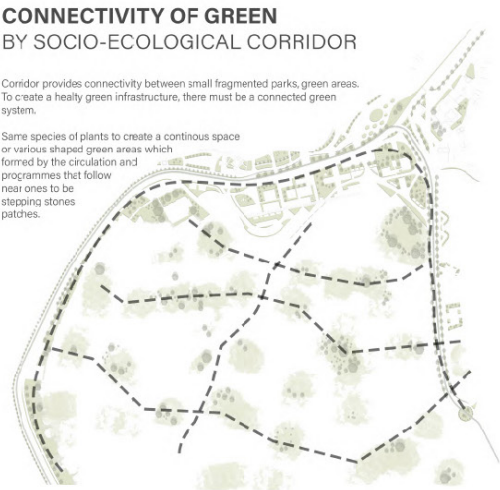 CONNECTIVITY OF GREEN
BY SOCIO-ECOLOGICAL CORRIDOR
Corridor provides connectivity between small fragmented parks, green areas.
To create a healty green infrastructure, there must be a connected green
system.
Same species of plants to create a continous space
or various shaped green areas which
formed by the circulation and
programmes that follow
near ones to be
stepping stones
patches.